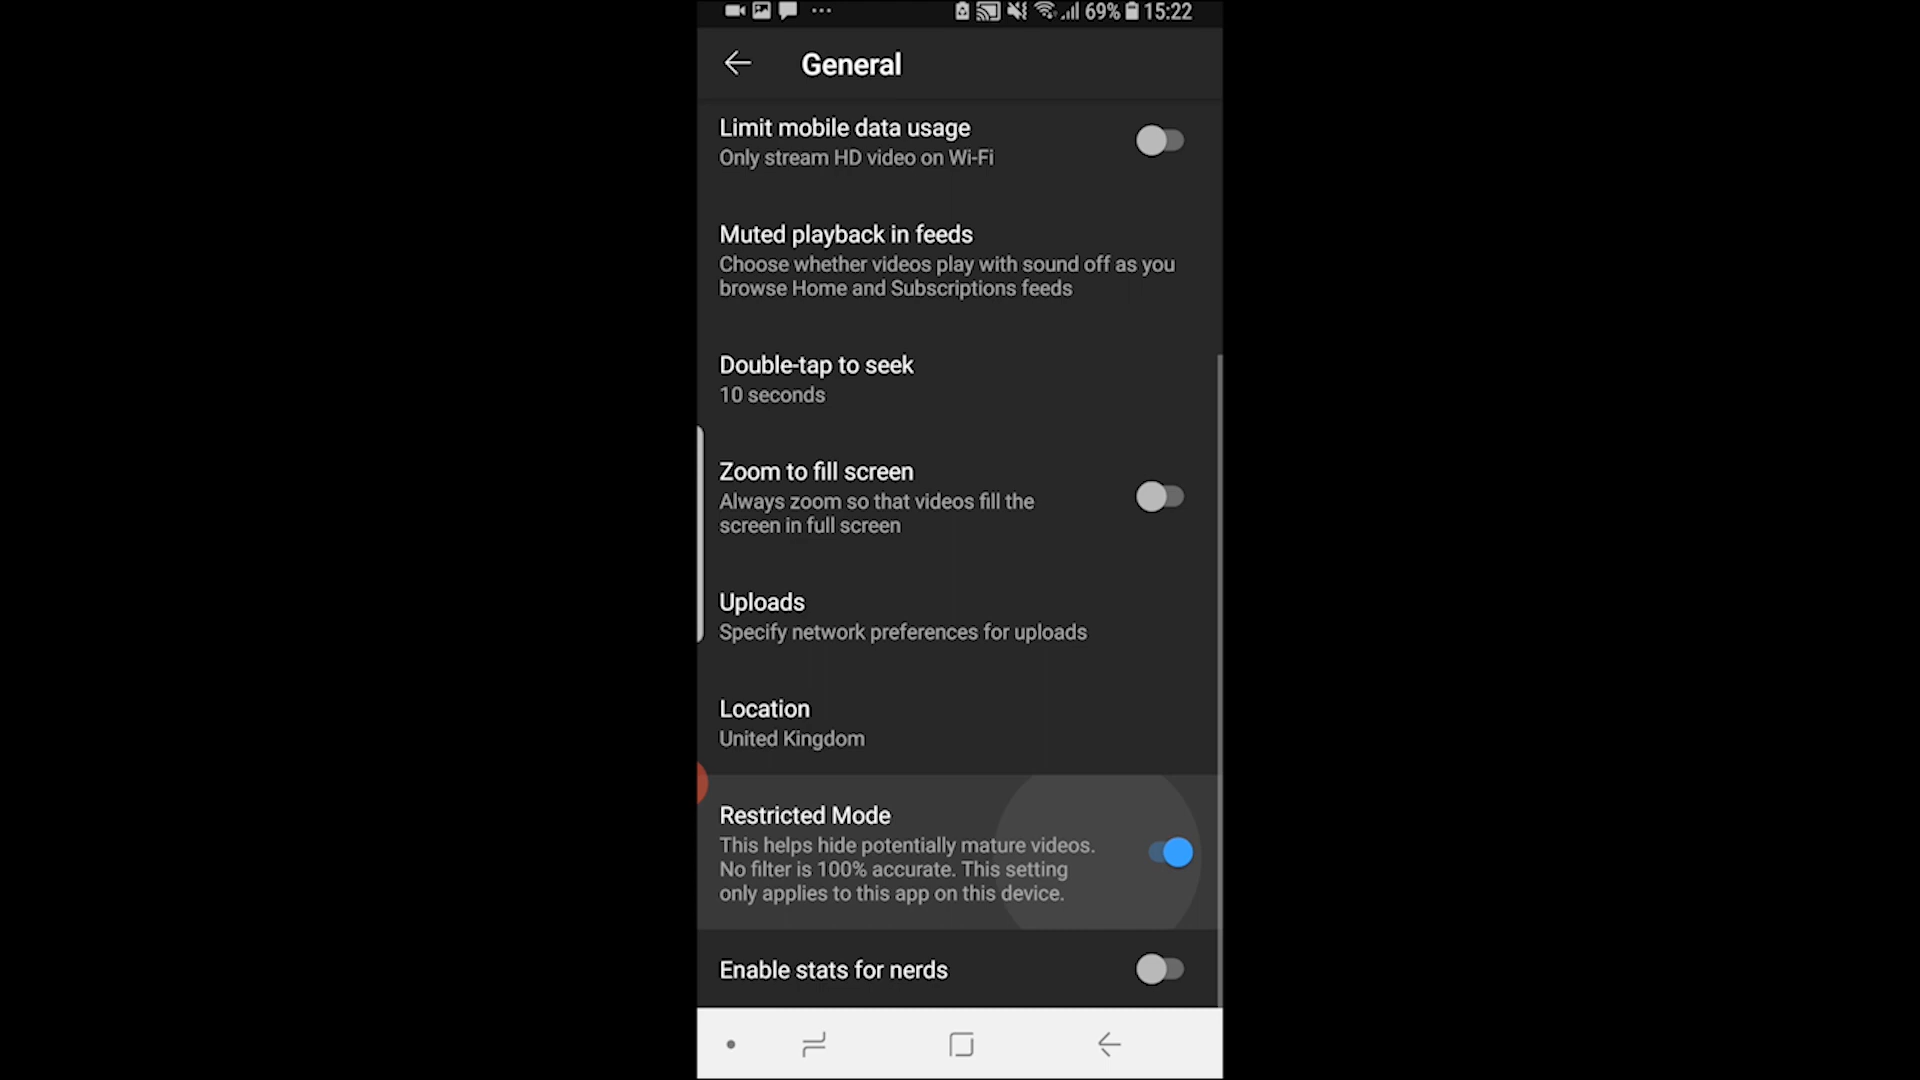 69% 15:22
General
Limit mobile data usage
Only stream HD video on Wi-Fi
Muted playback in feeds
Choose whether videos play with sound off as you
browse Home and Subscriptions feeds
Double-tap to seek
10 seconds
Zoom to fill screen
Always zoom so that videos fill the
screen in full screen
Uploads
Specify network preferences for uploads
Location
United Kingdom
Restricted Mode
This helps hide potentially mature videos.
No filter is 100% accurate. This setting
only applies to this app on this device.
Enable stats for nerds